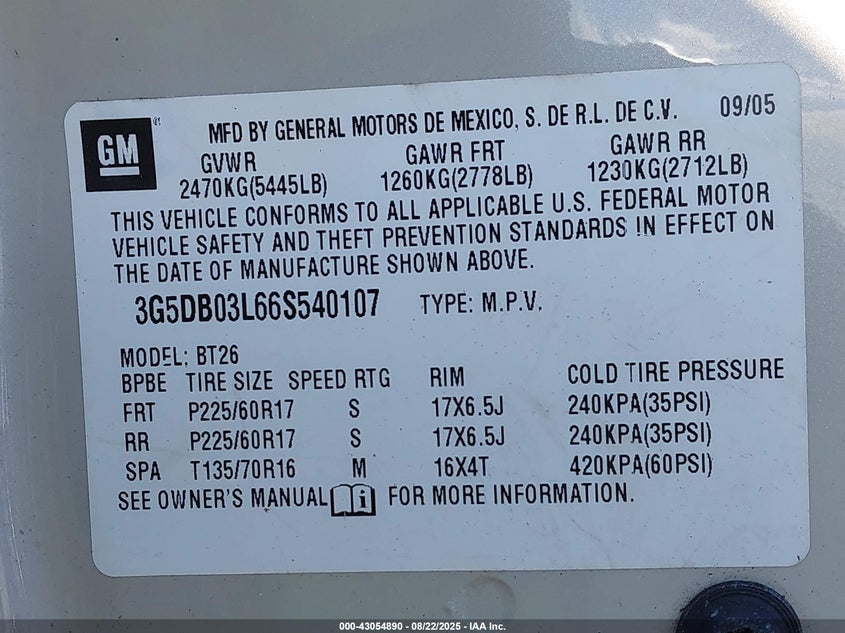 GM
MFD BY GENERAL MOTORS DE MEXICO, S. DE R.L. DE C.V. 09/05
GVWR GAWR FRT GAWR RR
2470KG(5445LB) 1260KG(2778LB) 1230KG(2712LB)
THIS VEHICLE CONFORMS TO ALL APPLICABLE U.S. FEDERAL MOTOR
VEHICLE SAFETY AND THEFT PREVENTION STANDARDS IN EFFECT ON
THE DATE OF MANUFACTURE SHOWN ABOVE.
3G5DB03L66S540107 TYPE: M.P.V.
MODEL: BT26
BPBE TIRE SIZE SPEED RTG RIM COLD TIRE PRESSURE
FRT P225/60R17 S 17X6.5J 240KPA(35PSI)
RR P225/60R17 S 17X6.5J 240KPA(35PSI)
SPA T135/70R16 M 16X4T 420KPA(60PSI)
SEE OWNER'S MANUAL i FOR MORE INFORMATION.
000-43054890 - 08/22/2025 - IAA Inc.